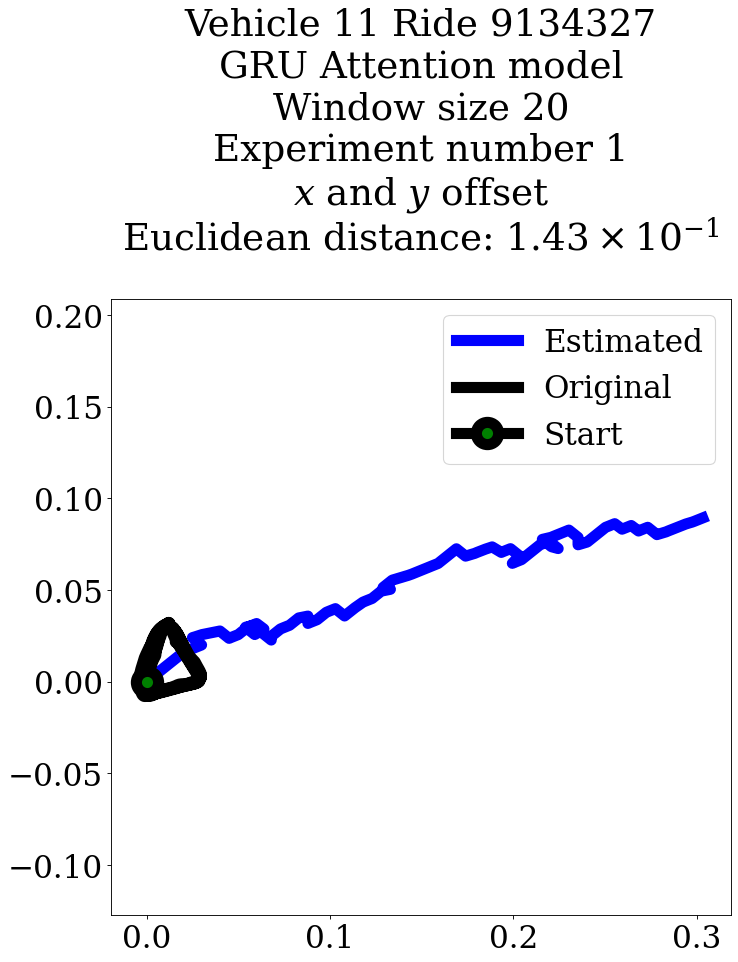 Vehicle 11 Ride 9134327
GRU Attention model
Window size 20
Experiment number 1
x and y offset
Euclidean distance: 1.43 × 10⁻¹
Estimated
Original
Start
0.20
0.15
0.10
0.05
0.00
−0.05
−0.10
0.0 0.1 0.2 0.3